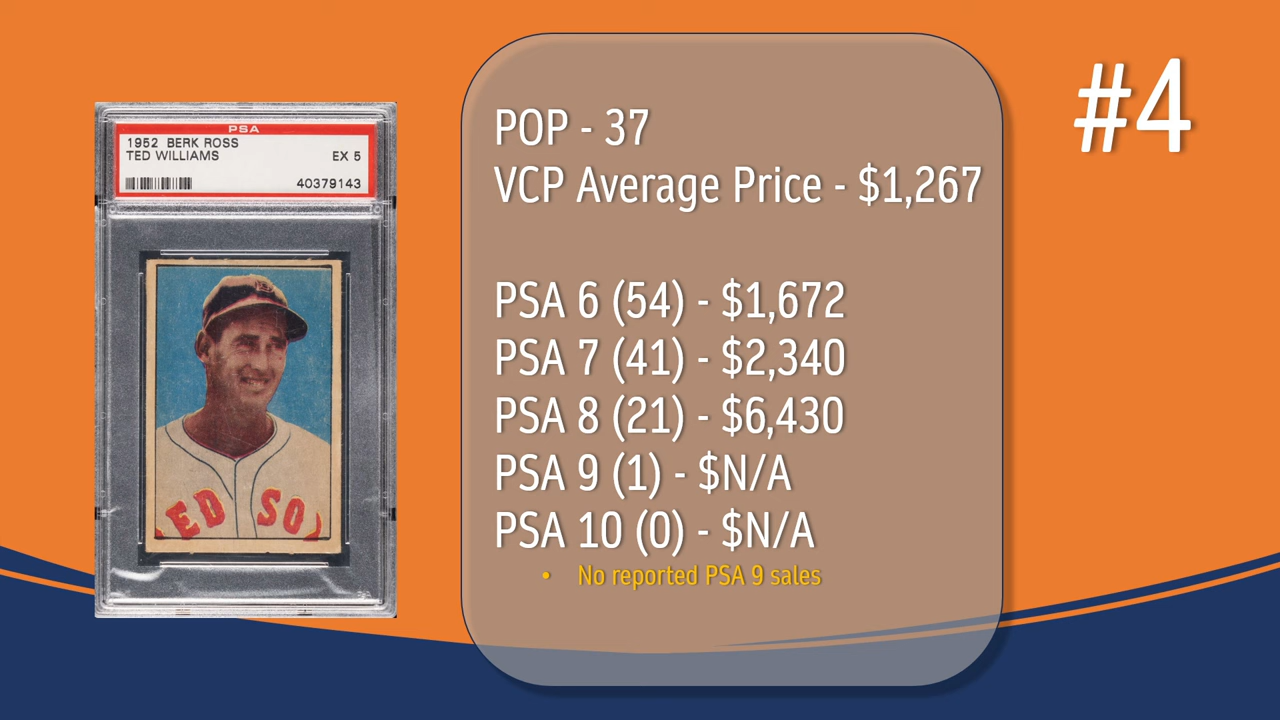 #4
PSA
1952 BERK ROSS
TED WILLIAMS EX 5
40379143
ED SO
POP - 37
VCP Average Price - $1,267
PSA 6 (54) - $1,672
PSA 7 (41) - $2,340
PSA 8 (21) - $6,430
PSA 9 (1) - $N/A
PSA 10 (0) - $N/A
• No reported PSA 9 sales